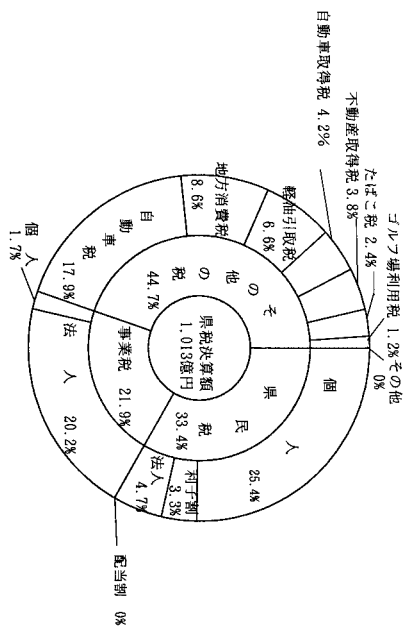 県税決算額
1,013億円
県民税
33.4%
個人
25.4%
利子割
3.3%
法人
4.7%
配当割 0%
事業税 21.9%
法人 20.2%
個人
1.7%
その他の税
44.7%
自動車税
17.9%
地方消費税
8.6%
軽油引取税
6.6%
自動車取得税 4.2%
不動産取得税 3.8%
たばこ税 2.4%
ゴルフ場利用税 1.2%
その他
0%